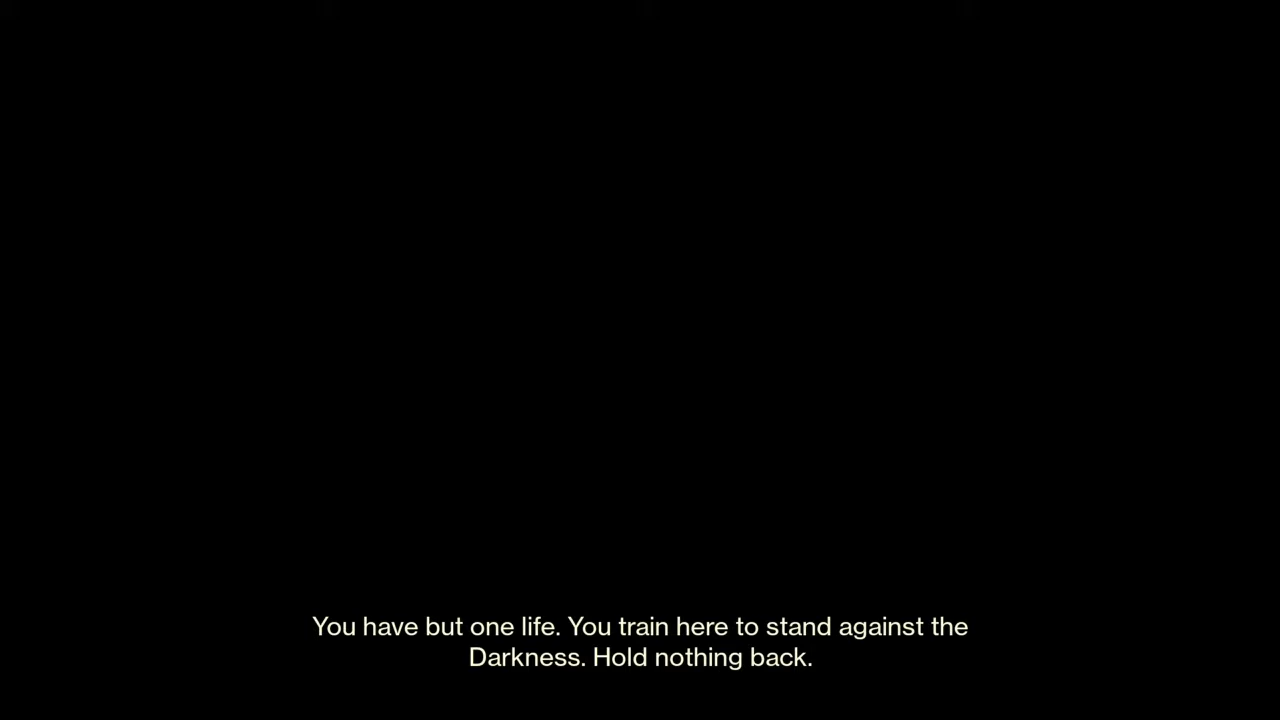 You have but one life. You train here to stand against the
Darkness. Hold nothing back.